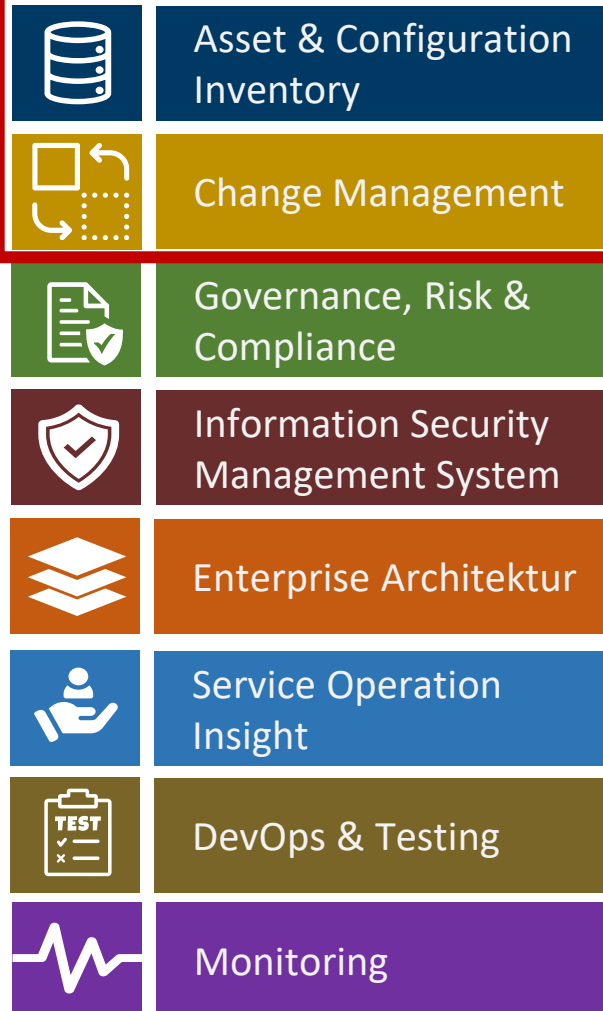 Asset & Configuration
Inventory
Change Management
Governance, Risk &
Compliance
Information Security
Management System
Enterprise Architektur
Service Operation
Insight
TEST
DevOps & Testing
Monitoring